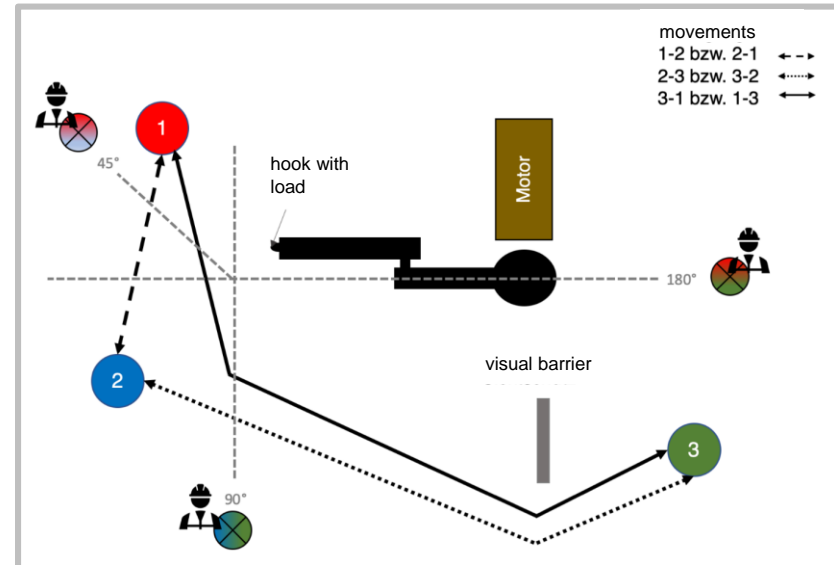 movements
1-2 bzw. 2-1
2-3 bzw. 3-2
3-1 bzw. 1-3
1
45°
hook with
load
Motor
180°
2
visual barrier
3
90°